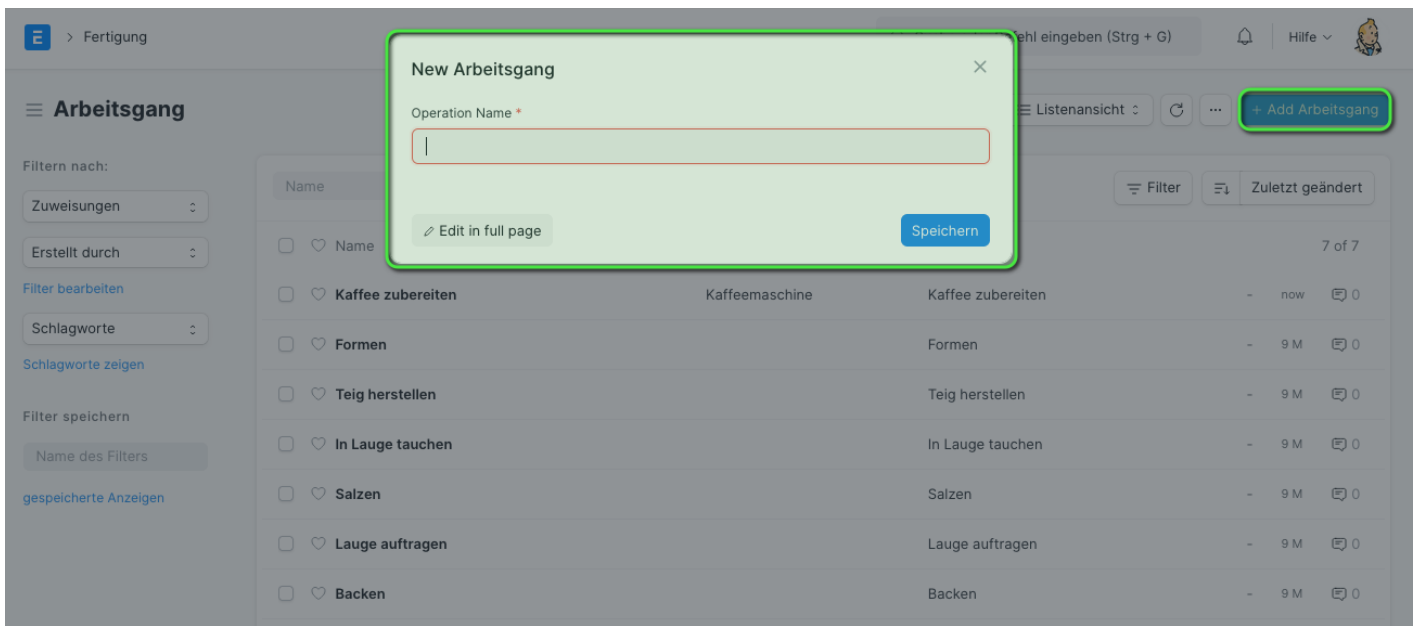 E > Fertigung
ehl eingeben (Strg + G)
Hilfe
New Arbeitsgang
Operation Name *
Edit in full page
Speichern
Arbeitsgang
Listenansicht
...
+ Add Arbeitsgang
Filtern nach:
Zuweisungen
Erstellt durch
Filter bearbeiten
Schlagworte
Schlagworte zeigen
Filter speichern
Name des Filters
gespeicherte Anzeigen
Name
Filter
Zuletzt geändert
Name
7 of 7
Kaffee zubereiten Kaffeemaschine Kaffee zubereiten - now 0
Formen Formen - 9 M 0
Teig herstellen Teig herstellen - 9 M 0
In Lauge tauchen In Lauge tauchen - 9 M 0
Salzen Salzen - 9 M 0
Lauge auftragen Lauge auftragen - 9 M 0
Backen Backen - 9 M 0